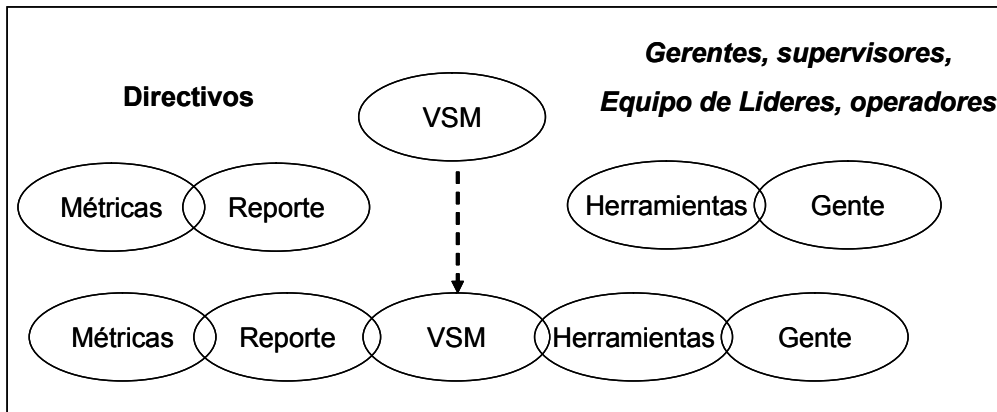 Gerentes, supervisores,
Equipo de Lideres, operadores
Directivos
VSM
Métricas
Reporte
Herramientas
Gente
Métricas
Reporte
VSM
Herramientas
Gente